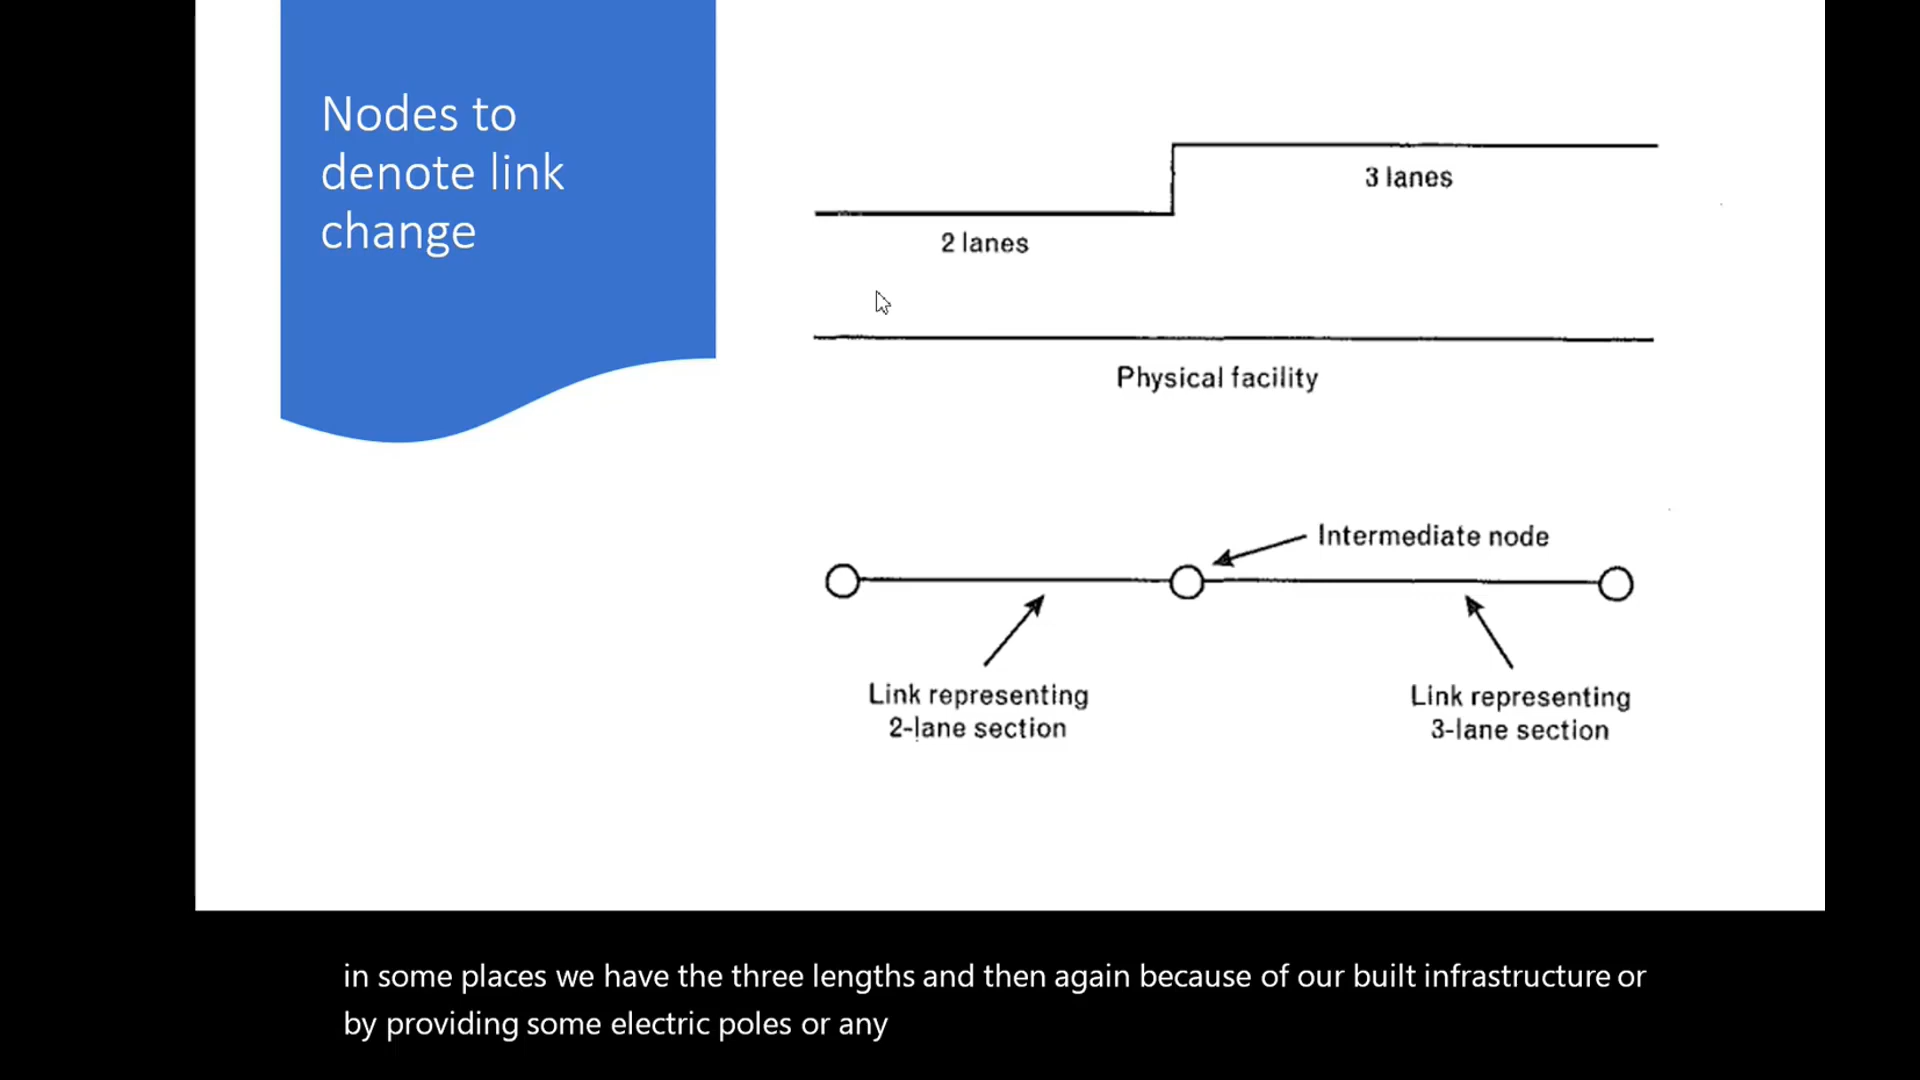 Nodes to
denote link
change
3 lanes
2 lanes
Physical facility
Intermediate node
Link representing
2-lane section
Link representing
3-lane section
in some places we have the three lengths and then again because of our built infrastructure or
by providing some electric poles or any